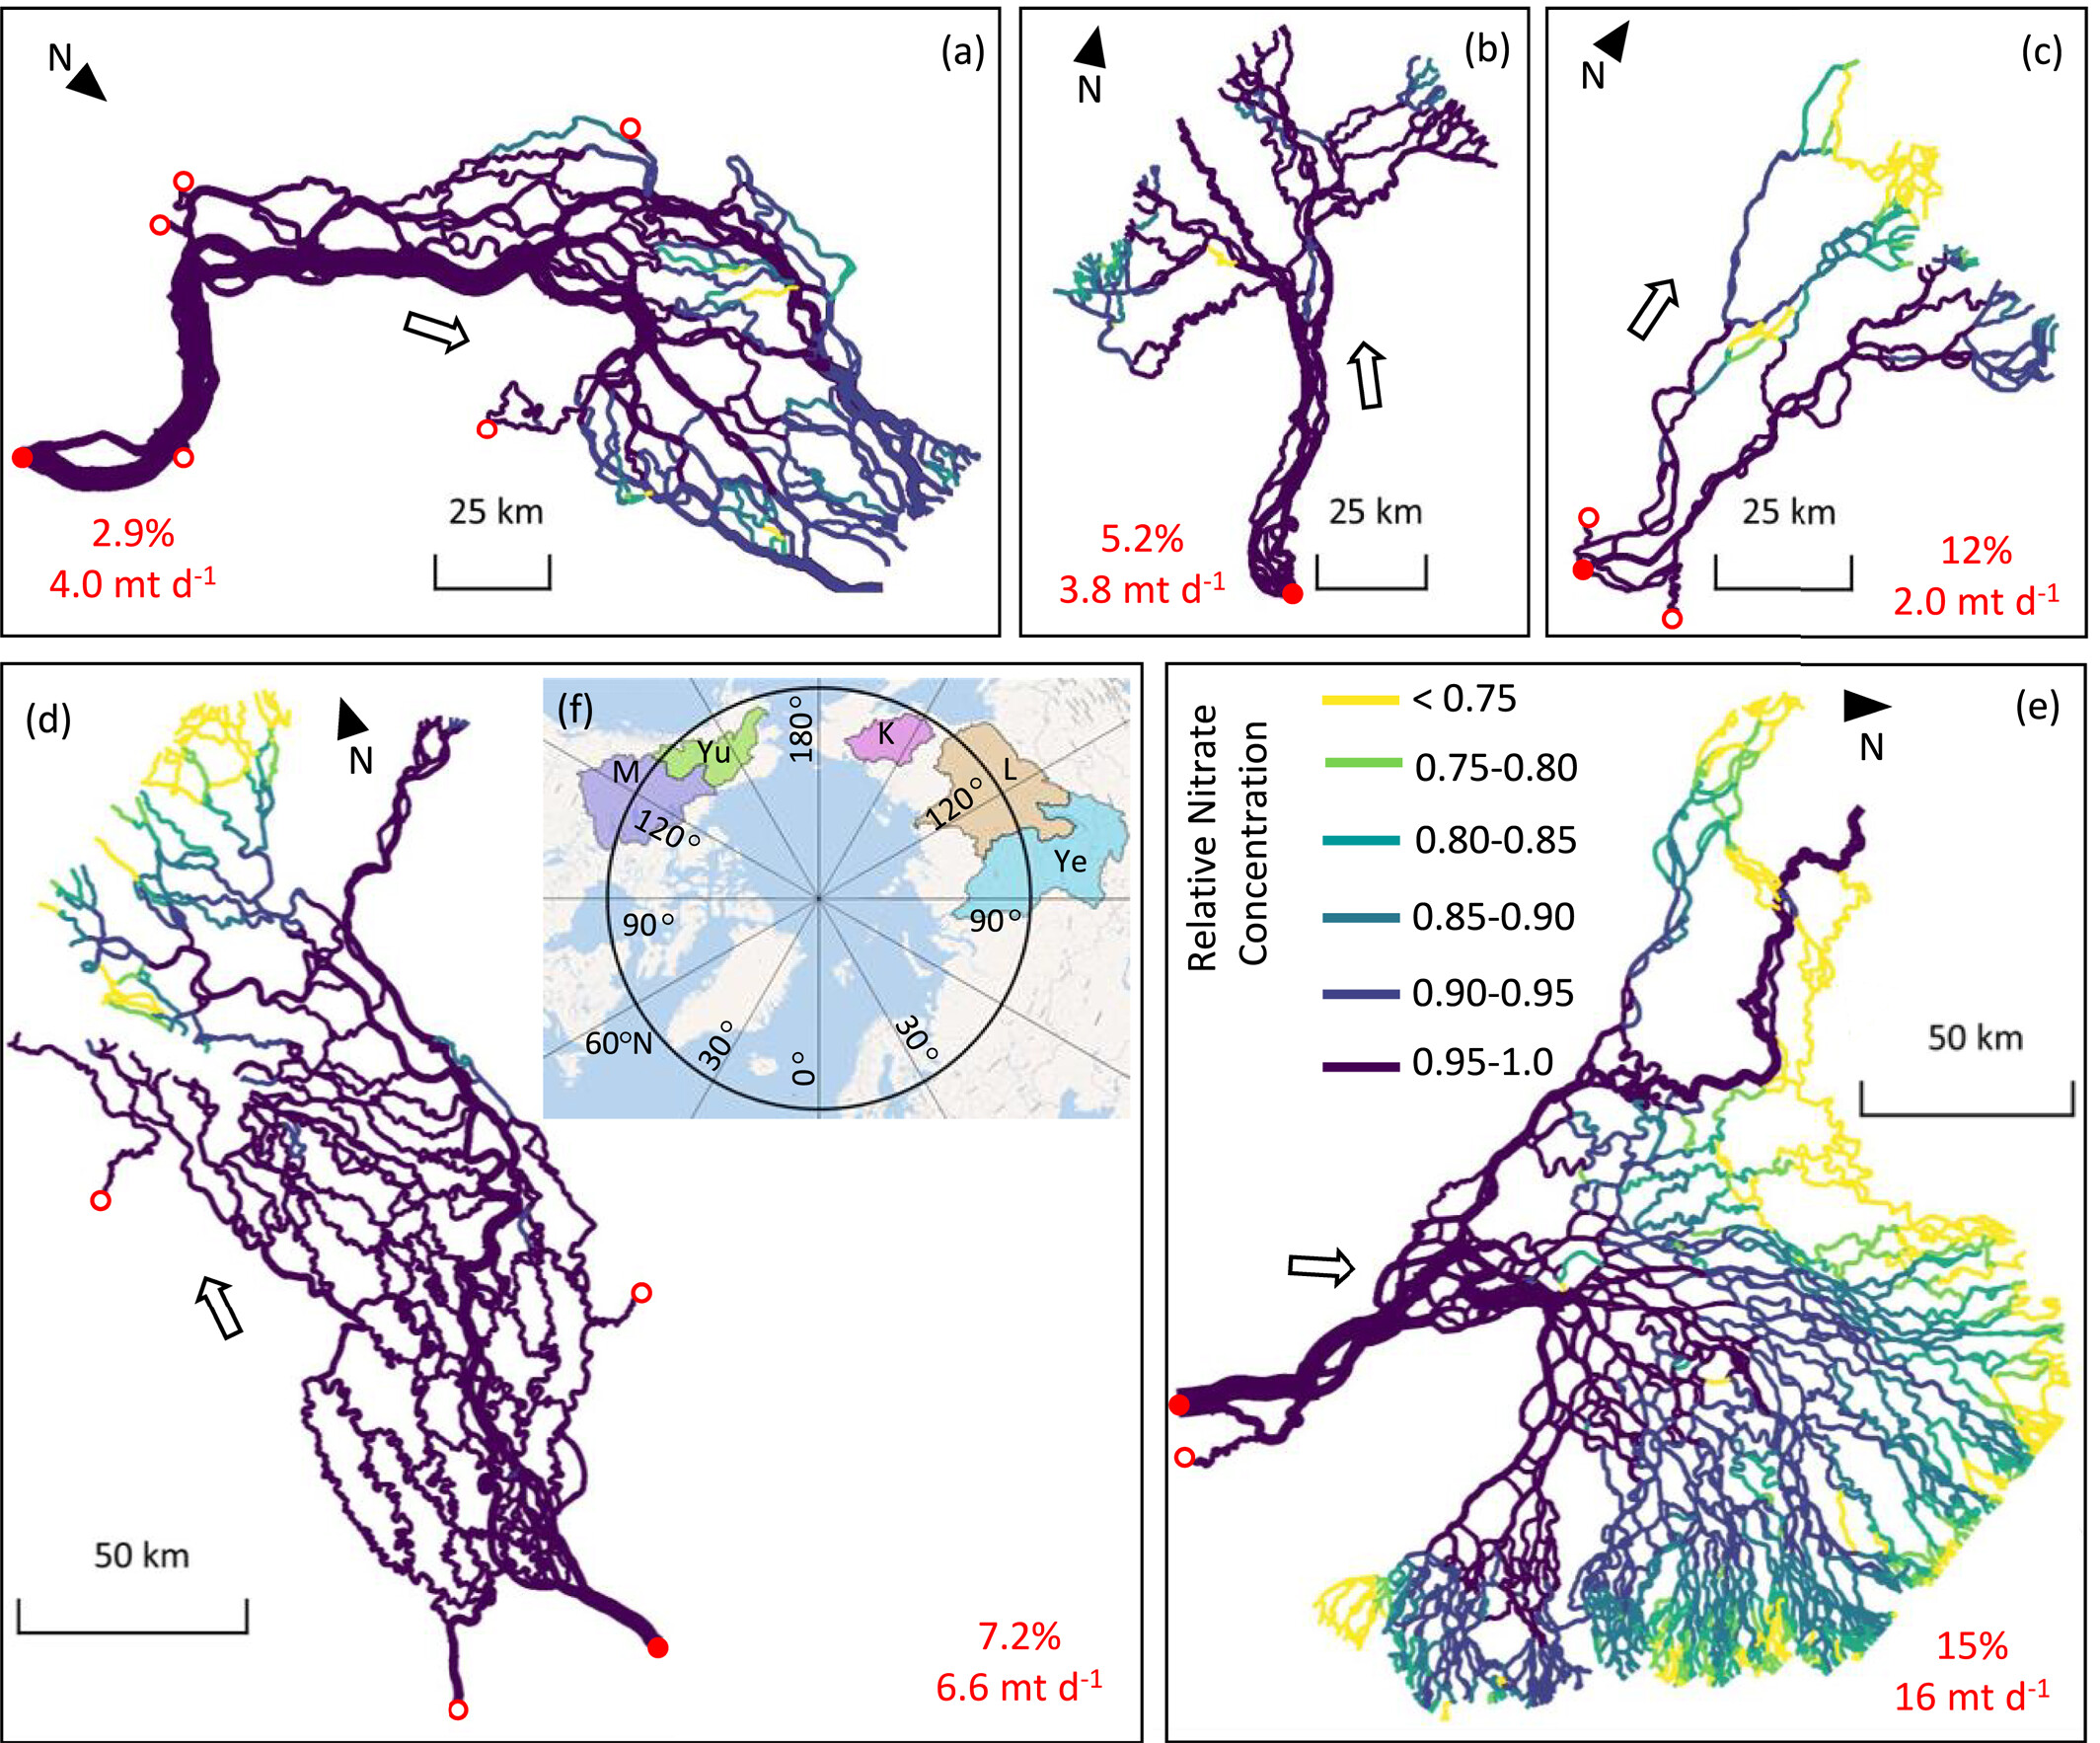 N
(a)
25 km
2.9%
4.0 mt d-1
(b)
N
25 km
5.2%
3.8 mt d-1
(c)
N
25 km
12%
2.0 mt d-1
(d)
N
50 km
7.2%
6.6 mt d-1
(f)
M
Yu
180°
K
L
120°
120°
Ye
90°
90°
60°N
30°
0°
30°
Relative Nitrate
Concentration
< 0.75
0.75-0.80
0.80-0.85
0.85-0.90
0.90-0.95
0.95-1.0
(e)
N
50 km
15%
16 mt d-1